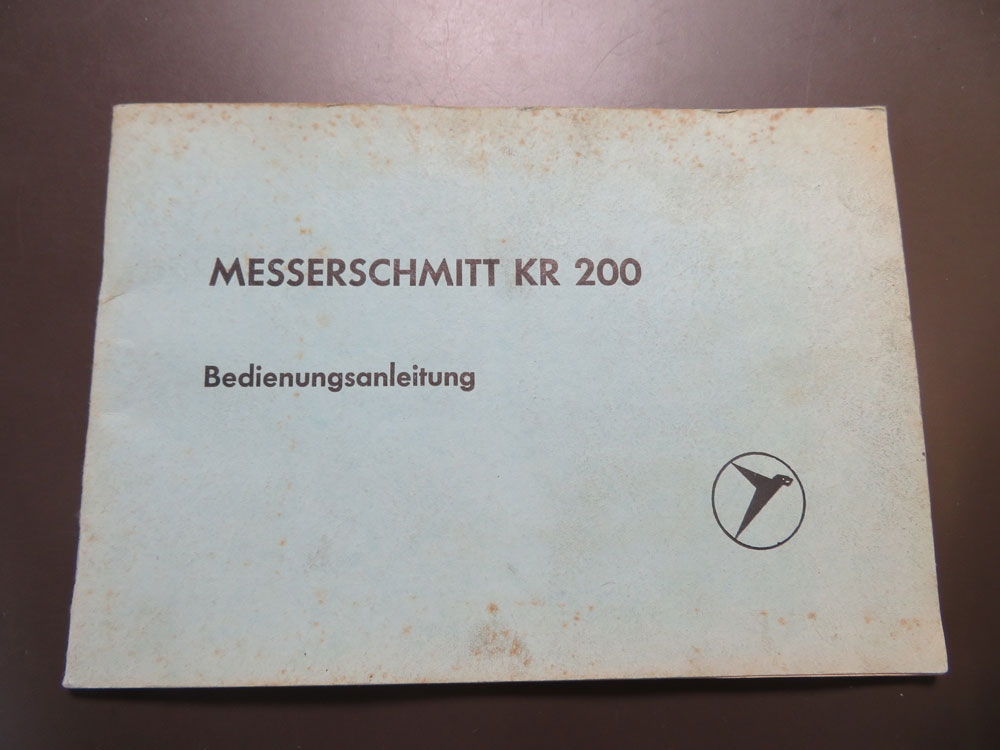 MESSERSCHMITT KR 200
Bedienungsanleitung